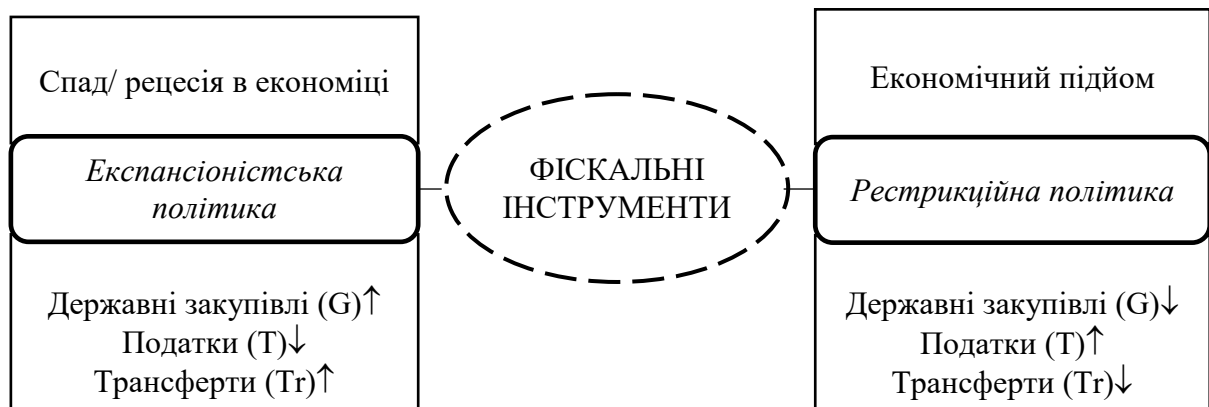 Спад/ рецесія в економіці
Експансіоністська
політика
Державні закупівлі (G)↑
Податки (T)↓
Трансферти (Tr)↑
ФІСКАЛЬНІ
ІНСТРУМЕНТИ
Економічний підйом
Рестрикційна політика
Державні закупівлі (G)↓
Податки (T)↑
Трансферти (Tr)↓